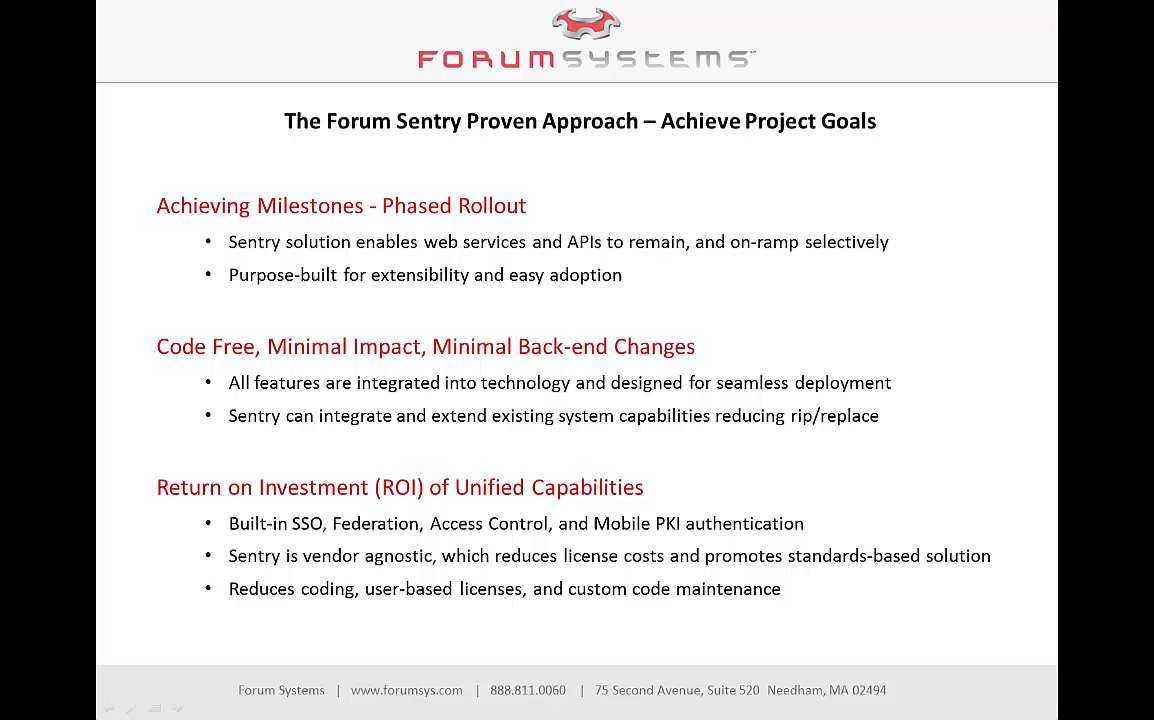 FORUMSYSTEMS
The Forum Sentry Proven Approach – Achieve Project Goals
Achieving Milestones - Phased Rollout
• Sentry solution enables web services and APIs to remain, and on-ramp selectively
• Purpose-built for extensibility and easy adoption
Code Free, Minimal Impact, Minimal Back-end Changes
• All features are integrated into technology and designed for seamless deployment
• Sentry can integrate and extend existing system capabilities reducing rip/replace
Return on Investment (ROI) of Unified Capabilities
• Built-in SSO, Federation, Access Control, and Mobile PKI authentication
• Sentry is vendor agnostic, which reduces license costs and promotes standards-based solution
• Reduces coding, user-based licenses, and custom code maintenance
Forum Systems | www.forumsys.com | 888.811.0060 | 75 Second Avenue, Suite 520 Needham, MA 02494